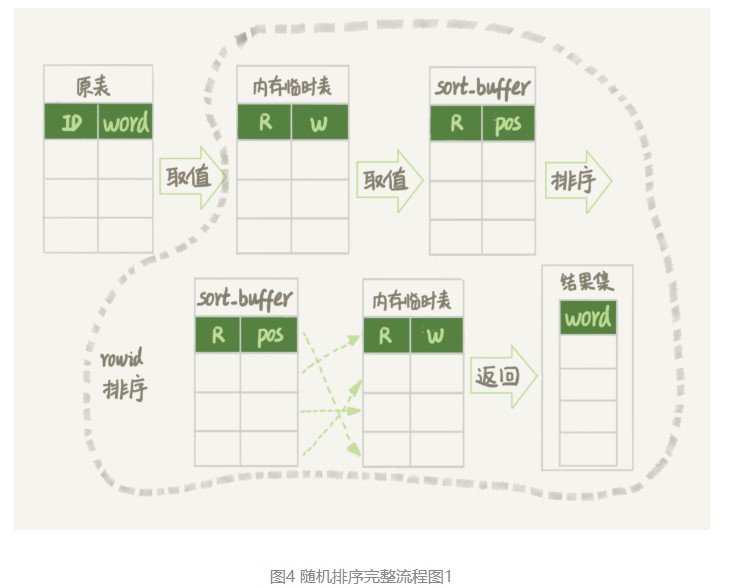 原表
ID word
取值
内存临时表
R W
取值
sort_buffer
R pos
排序
rowid
排序
sort_buffer
R pos
内存临时表
R W
返回
结果集
word
图4 随机排序完整流程图1